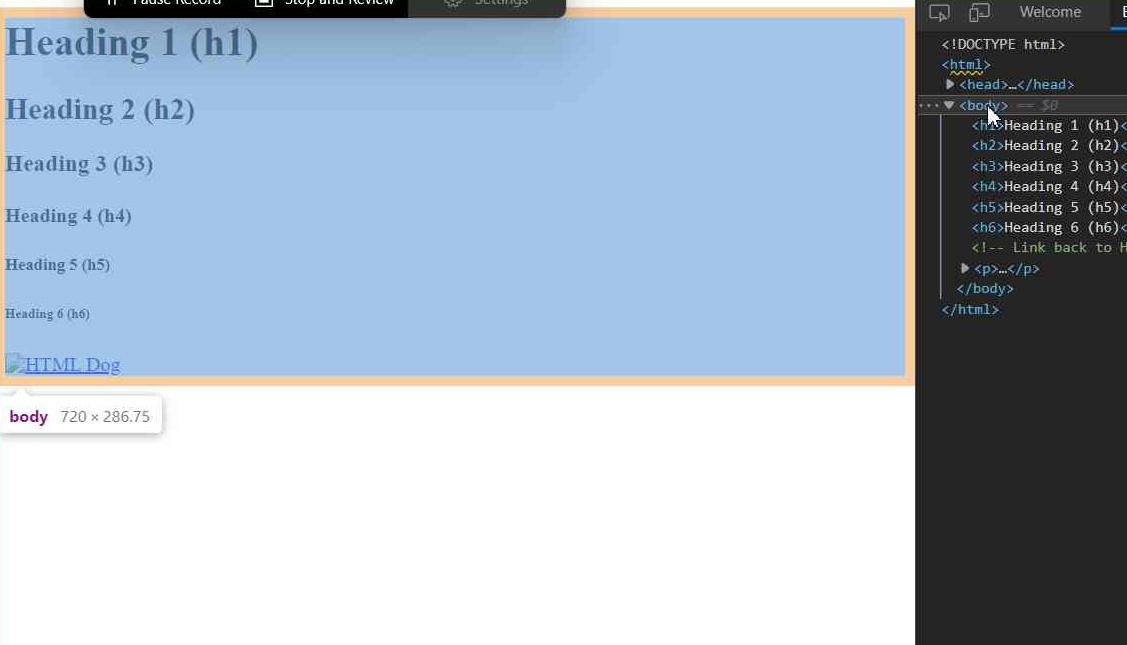 Pause Record Stop and Review Settings
Heading 1 (h1)
Heading 2 (h2)
Heading 3 (h3)
Heading 4 (h4)
Heading 5 (h5)
Heading 6 (h6)
HTML Dog
body 720 × 286.75
Welcome
<!DOCTYPE html>
<html>
<head>…</head>
··· <body> == $0
<h1>Heading 1 (h1)<
<h2>Heading 2 (h2)<
<h3>Heading 3 (h3)<
<h4>Heading 4 (h4)<
<h5>Heading 5 (h5)<
<h6>Heading 6 (h6)<
<!-- Link back to H
<p>…</p>
</body>
</html>